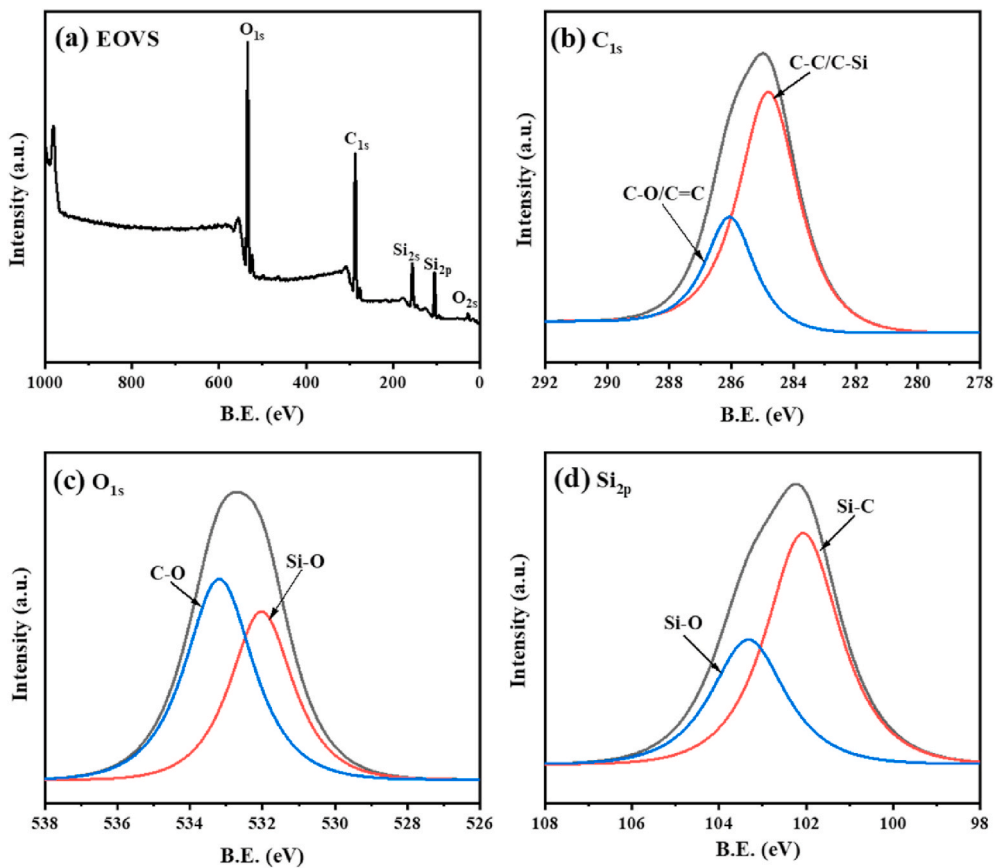 (a) EOVS
O1s
C1s
Si2s
Si2p
O2s
Intensity (a.u.)
1000 800 600 400 200 0
B.E. (eV)
(b) C1s
C-C/C-Si
C-O/C=C
Intensity (a.u.)
292 290 288 286 284 282 280 278
B.E. (eV)
(c) O1s
C-O
Si-O
Intensity (a.u.)
538 536 534 532 530 528 526
B.E. (eV)
(d) Si2p
Si-C
Si-O
Intensity (a.u.)
108 106 104 102 100 98
B.E. (eV)